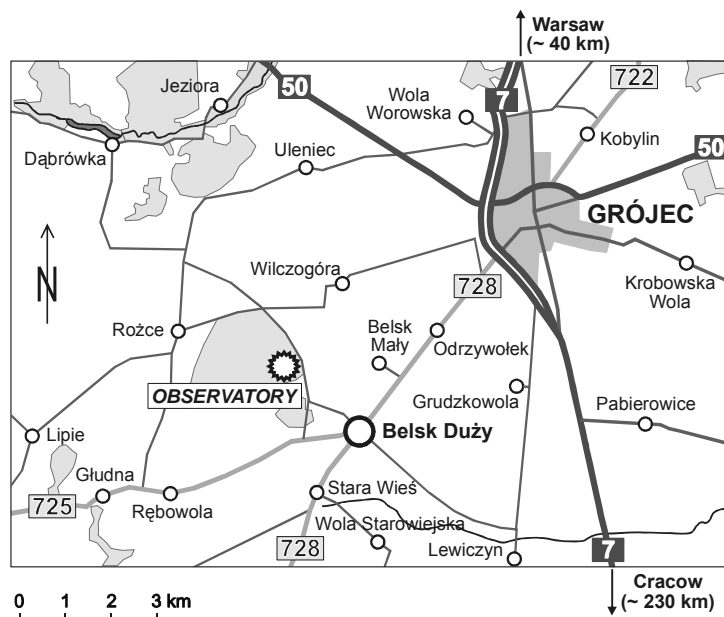 Warsaw
(~ 40 km)
Jeziora
50
7
722
Wola
Worowska
Kobylin
Dąbrówka
Uleniec
50
GRÓJEC
N
Wilczogóra
728
Krobowska
Wola
Rożce
Belsk
Mały
Odrzywołek
OBSERVATORY
Grudzkowola
Pabierowice
Lipie
Belsk Duży
Głudna
725
Rębowola
Stara Wieś
Wola Starowiejska
728
Lewiczyn
7
Cracow
(~ 230 km)
0 1 2 3 km